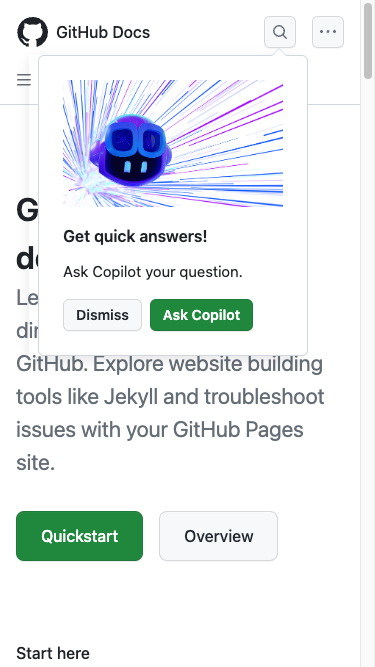 GitHub Docs
Get quick answers!
Ask Copilot your question.
Dismiss
Ask Copilot
G
d
Le
dir
GitHub. Explore website building
tools like Jekyll and troubleshoot
issues with your GitHub Pages
site.
Quickstart
Overview
Start here